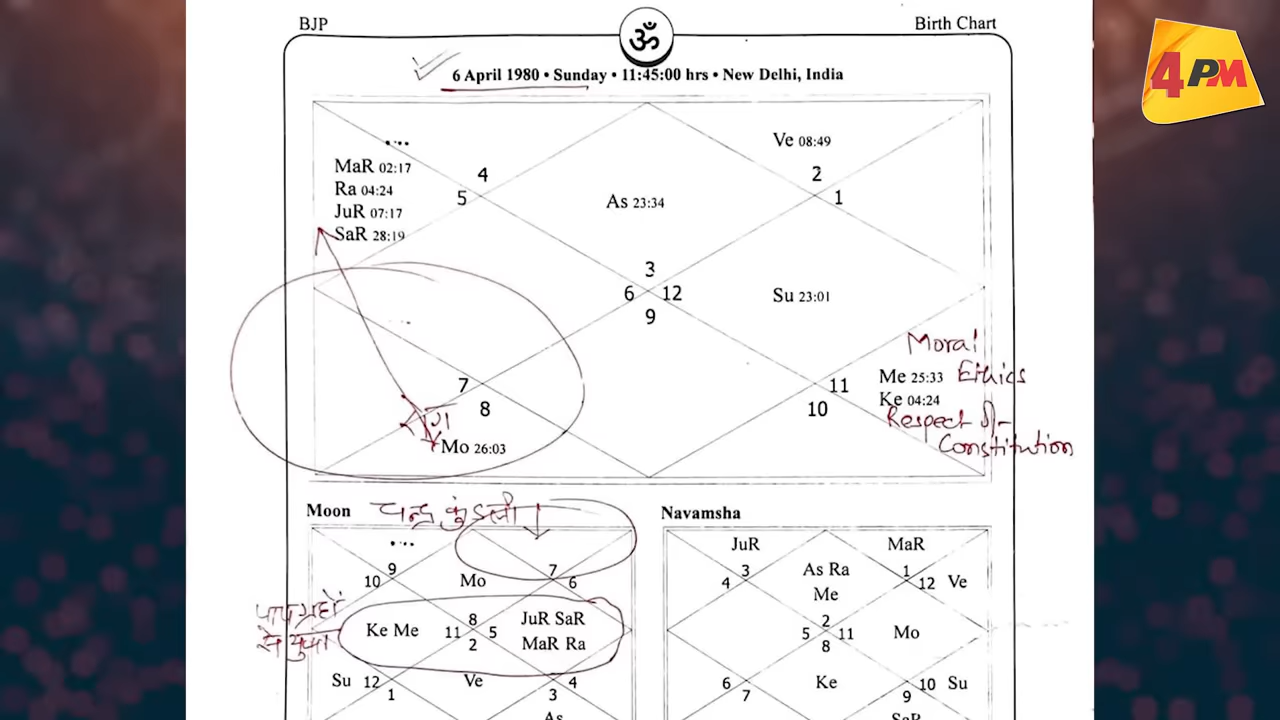 BJP
ॐ
Birth Chart
4PM
6 April 1980 • Sunday • 11:45:00 hrs • New Delhi, India
Ve 08:49
MaR 02:17
Ra 04:24
JuR 07:17
SaR 28:19
4
5
As 23:34
2
1
3
6 12
9
Su 23:01
Moral
Me 25:33 Ethics
Ke 04:24
Respect
Constitution
7
8
11
10
Mo 26:03
Moon चन्द्र कुंडली
Navamsha
9
10
Mo
7
6
Ke Me
8
11 5
2
JuR SaR
MaR Ra
Su 12
1
Ve
4
3
As
JuR
MaR
3
4
As Ra
Me
1
12 Ve
2
5 11
8
Mo
6
7
Ke
10 Su
9
SaR